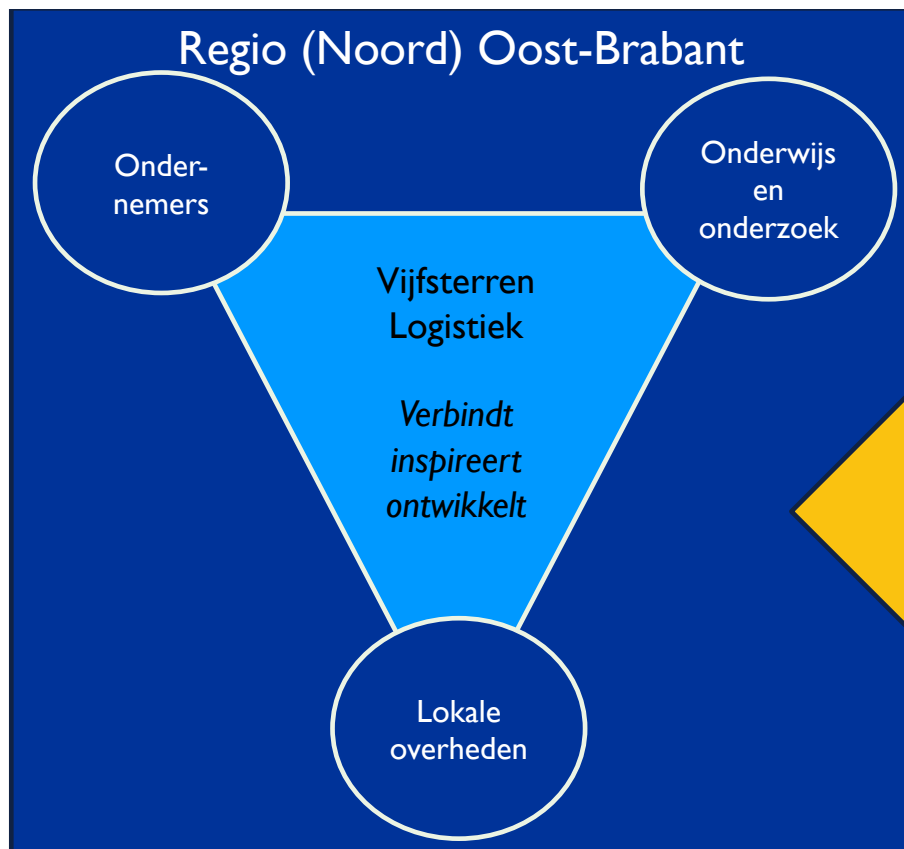 Regio (Noord) Oost-Brabant
Onder-
nemers
Onderwijs
en
onderzoek
Vijfsterren
Logistiek
Verbindt
inspireert
ontwikkelt
Lokale
overheden